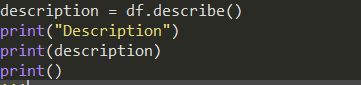 description = df.describe()
print("Description")
print(description)
print()